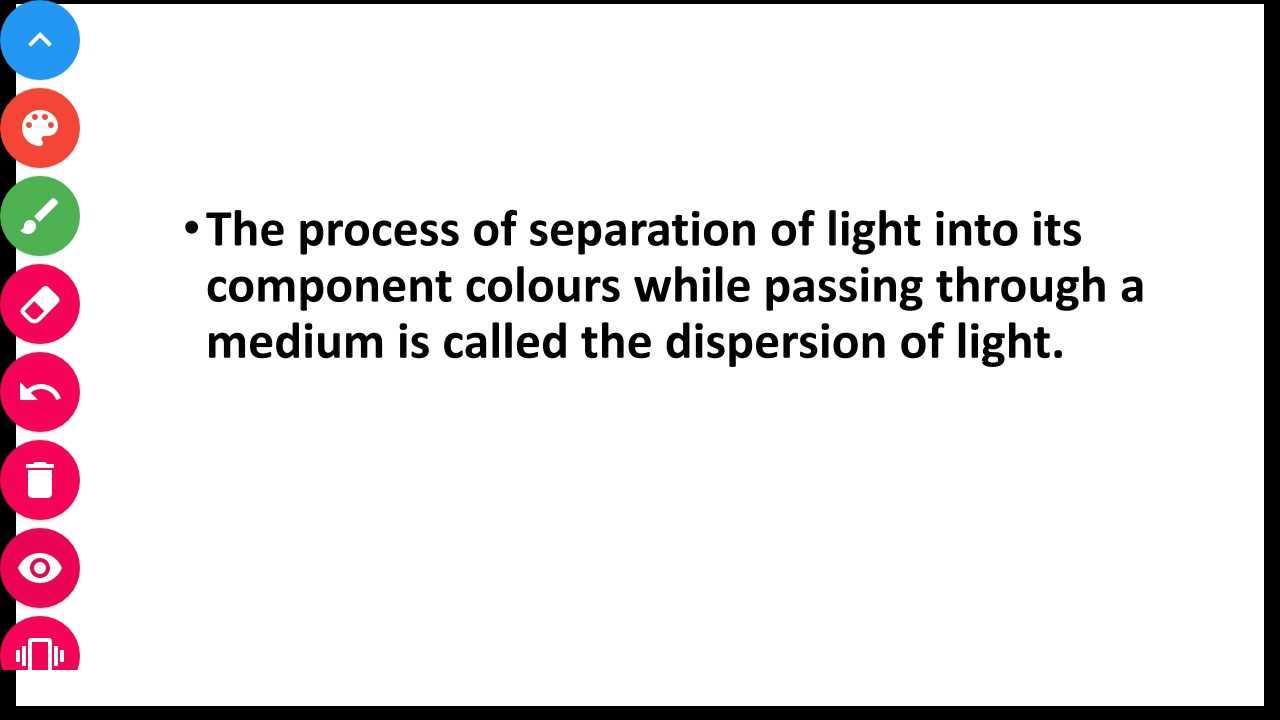 •The process of separation of light into its
component colours while passing through a
medium is called the dispersion of light.